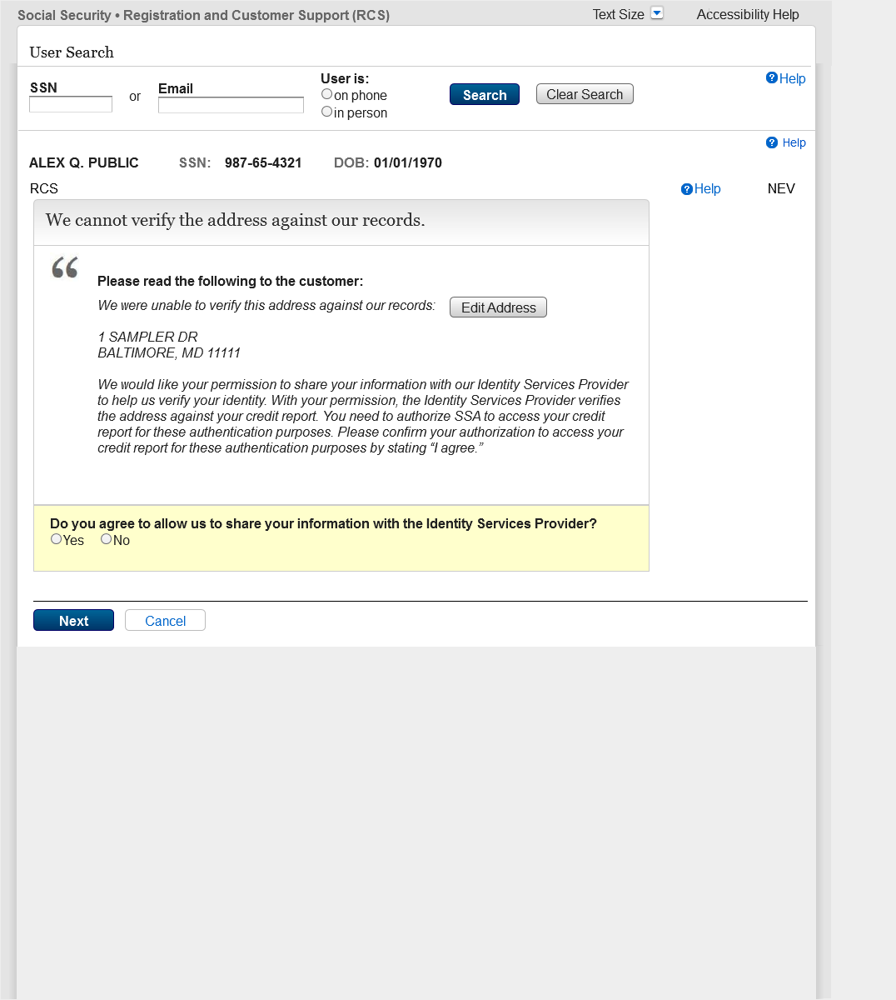 Social Security • Registration and Customer Support (RCS)
Text Size
Accessibility Help
User Search
SSN
or
Email
User is:
on phone
in person
Search
Clear Search
Help
Help
ALEX Q. PUBLIC SSN: 987-65-4321 DOB: 01/01/1970
RCS
Help
NEV
We cannot verify the address against our records.
Please read the following to the customer:
We were unable to verify this address against our records:
Edit Address
1 SAMPLER DR
BALTIMORE, MD 11111
We would like your permission to share your information with our Identity Services Provider
to help us verify your identity. With your permission, the Identity Services Provider verifies
the address against your credit report. You need to authorize SSA to access your credit
report for these authentication purposes. Please confirm your authorization to access your
credit report for these authentication purposes by stating “I agree.”
Do you agree to allow us to share your information with the Identity Services Provider?
Yes No
Next
Cancel